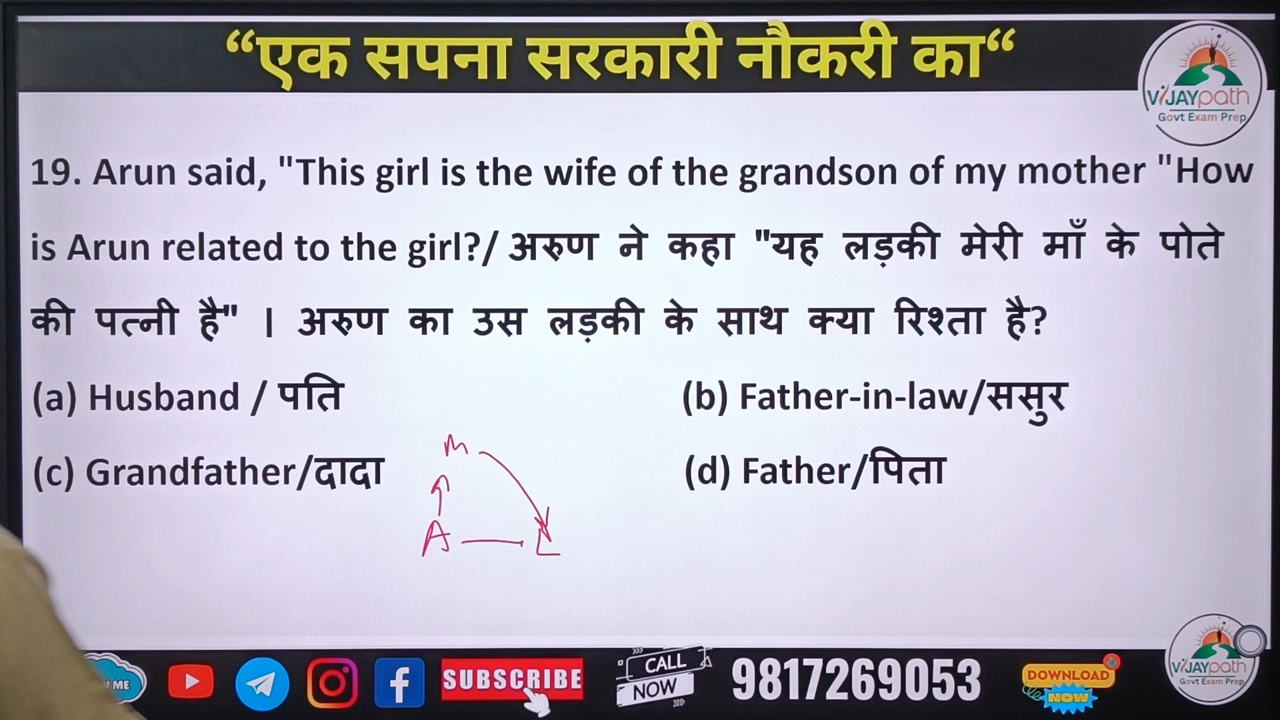 “एक सपना सरकारी नौकरी का“
VIJAYpath
Govt Exam Prep
19. Arun said, "This girl is the wife of the grandson of my mother "How
is Arun related to the girl?/ अरुण ने कहा "यह लड़की मेरी माँ के पोते
की पत्नी है" । अरुण का उस लड़की के साथ क्या रिश्ता है?
(a) Husband / पति
(b) Father-in-law/ससुर
(c) Grandfather/दादा
(d) Father/पिता
M
A L
ME
SUBSCRIBE
CALL
NOW
9817269053
DOWNLOAD
NOW
VIJAYpath
Govt Exam Prep